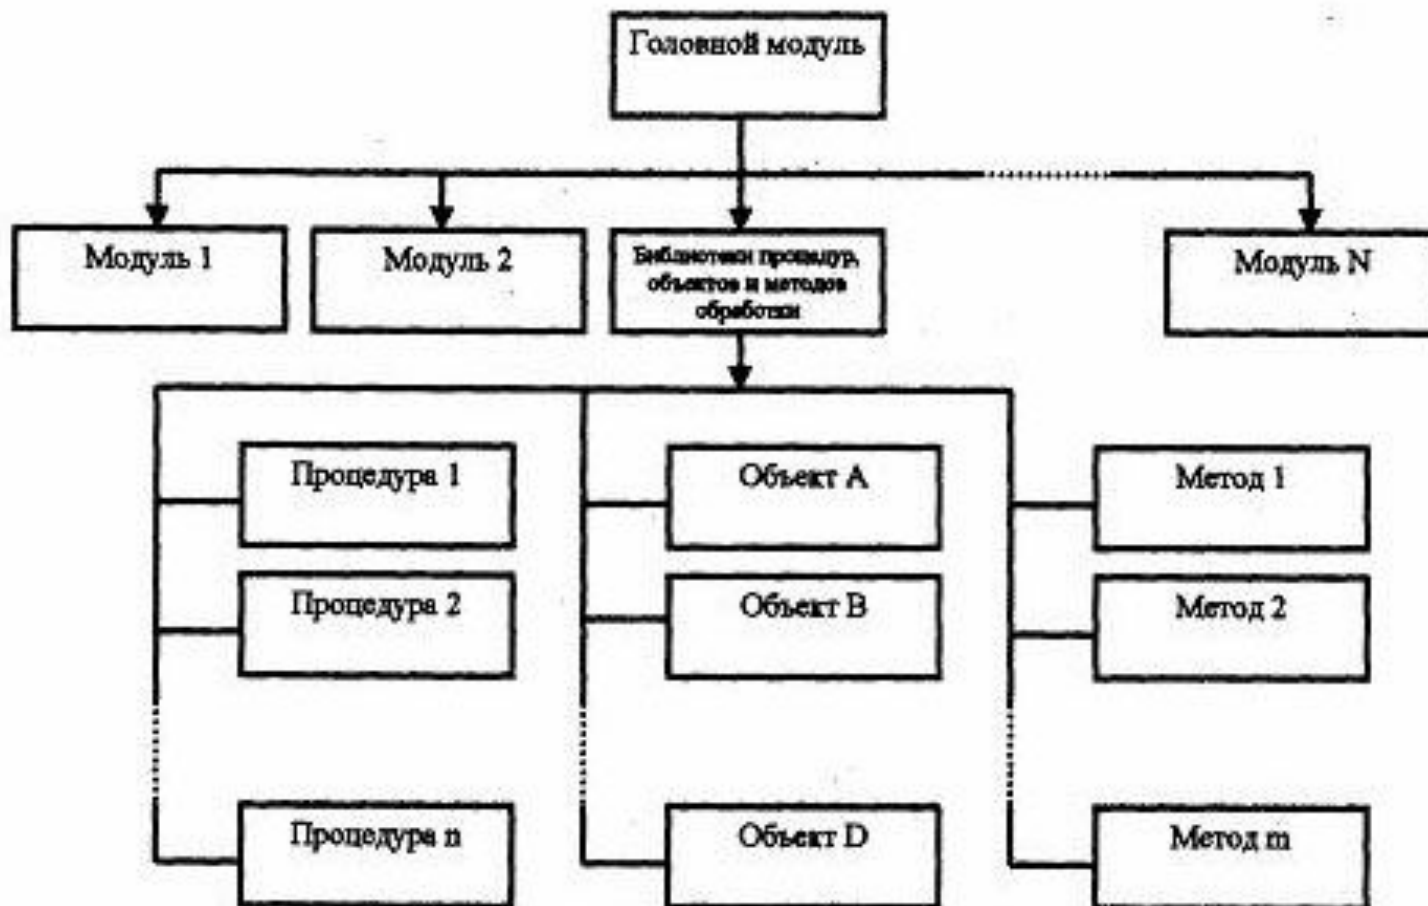 Головной модуль
Модуль 1
Модуль 2
Библиотеки процедур,
объектов и методов
обработки
Модуль N
Процедура 1
Объект A
Метод 1
Процедура 2
Объект B
Метод 2
Процедура n
Объект D
Метод m